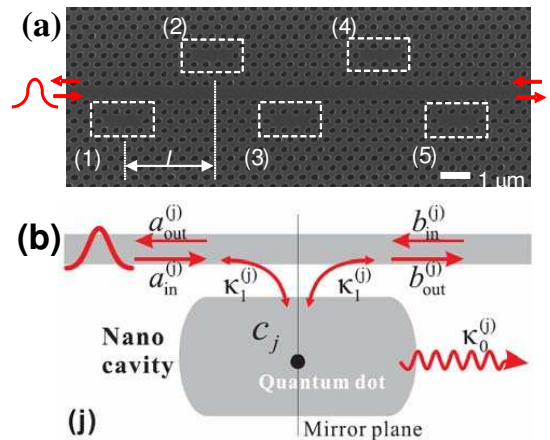 (a)
(2)
(4)
(1)
l
(3)
(5)
1 μm
(b)
a_out^(j)
b_in^(j)
a_in^(j)
κ_1^(j)
κ_1^(j)
b_out^(j)
Nano
cavity
c_j
κ_0^(j)
Quantum dot
(j)
Mirror plane